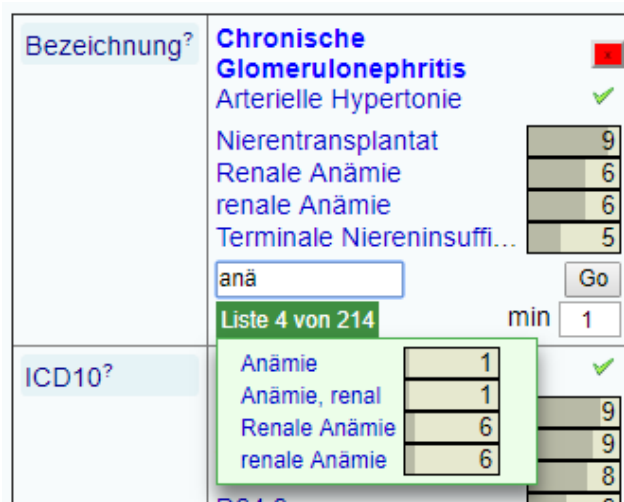 Bezeichnung?
Chronische
Glomerulonephritis
x
Arterielle Hypertonie
Nierentransplantat 9
Renale Anämie 6
renale Anämie 6
Terminale Niereninsuffi... 5
anä Go
Liste 4 von 214 min 1
ICD10?
Anämie 1
Anämie, renal 1
Renale Anämie 6
renale Anämie 6
9
9
8